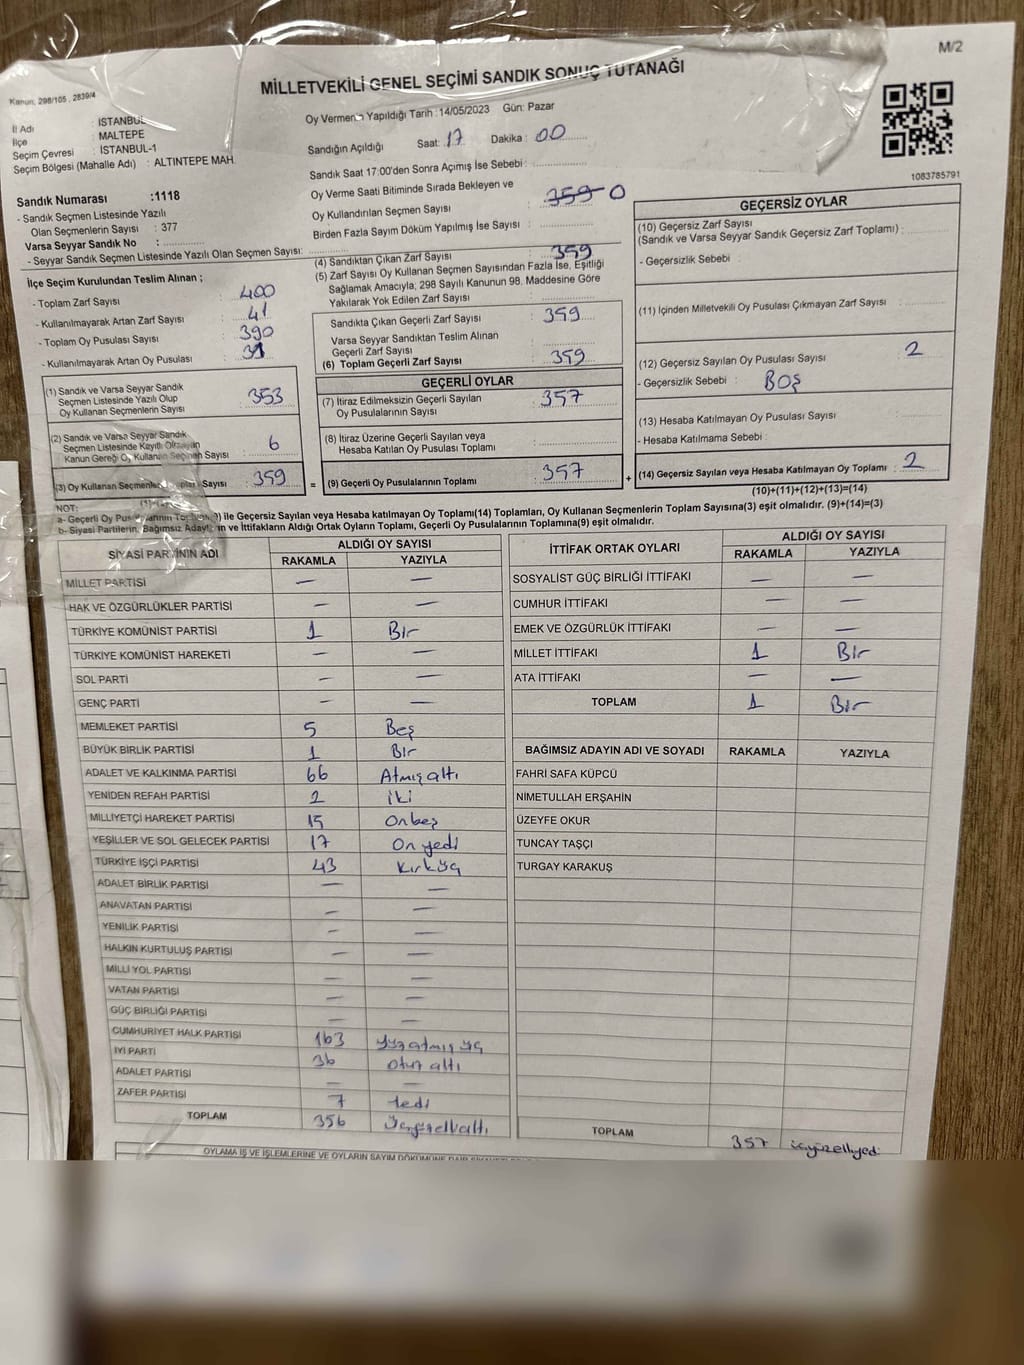 M/2
MİLLETVEKİLİ GENEL SEÇİMİ SANDIK SONUÇ TUTANAĞI
Kanun: 298/105, 2839/4
İl Adı : İSTANBUL
İlçe : MALTEPE
Seçim Çevresi : İSTANBUL-1
Seçim Bölgesi (Mahalle Adı) : ALTINTEPE MAH.
Sandık Numarası :1118
- Sandık Seçmen Listesinde Yazılı
Olan Seçmenlerin Sayısı : 377
Varsa Seyyar Sandık No :
- Seyyar Sandık Seçmen Listesinde Yazılı Olan Seçmen Sayısı:
Oy Vermenin Yapıldığı Tarih :14/05/2023 Gün: Pazar
Sandığın Açıldığı Saat: 17 Dakika : 00
Sandık Saat 17:00'den Sonra Açımış İse Sebebi :
Oy Verme Saati Bitiminde Sırada Bekleyen ve
Oy Kullandırılan Seçmen Sayısı : 359 0
Birden Fazla Sayım Döküm Yapılmış İse Sayısı :
1083785791
İlçe Seçim Kurulundan Teslim Alınan ;
- Toplam Zarf Sayısı : 400
- Kullanılmayarak Artan Zarf Sayısı : 41
- Toplam Oy Pusulası Sayısı : 390
- Kullanılmayarak Artan Oy Pusulası :
(1) Sandık ve Varsa Seyyar Sandık
Seçmen Listesinde Yazılı Olup
Oy Kullanan Seçmenlerin Sayısı : 353
(2) Sandık ve Varsa Seyyar Sandık
Seçmen Listesinde Kayıtlı Olmayan
Kanun Gereği Oy Kullanan Seçmen Sayısı : 6
(3) Oy Kullanan Seçmenlerin Toplam Sayısı : 359
(4) Sandıktan Çıkan Zarf Sayısı : 359
(5) Zarf Sayısı Oy Kullanan Seçmen Sayısından Fazla İse, Eşitliği
Sağlamak Amacıyla; 298 Sayılı Kanunun 98. Maddesine Göre
Yakılarak Yok Edilen Zarf Sayısı :
Sandıkta Çıkan Geçerli Zarf Sayısı : 359
Varsa Seyyar Sandıktan Teslim Alınan
Geçerli Zarf Sayısı :
(6) Toplam Geçerli Zarf Sayısı : 359
GEÇERLİ OYLAR
(7) İtiraz Edilmeksizin Geçerli Sayılan
Oy Pusulalarının Sayısı : 357
(8) İtiraz Üzerine Geçerli Sayılan veya
Hesaba Katılan Oy Pusulası Toplamı :
= (9) Geçerli Oy Pusulalarının Toplamı : 357
GEÇERSİZ OYLAR
(10) Geçersiz Zarf Sayısı
(Sandık ve Varsa Seyyar Sandık Geçersiz Zarf Toplamı) :
- Geçersizlik Sebebi :
(11) İçinden Milletvekili Oy Pusulası Çıkmayan Zarf Sayısı :
(12) Geçersiz Sayılan Oy Pusulası Sayısı : 2
- Geçersizlik Sebebi : BOŞ
(13) Hesaba Katılmayan Oy Pusulası Sayısı :
- Hesaba Katılmama Sebebi :
+ (14) Geçersiz Sayılan veya Hesaba Katılmayan Oy Toplamı : 2
(10)+(11)+(12)+(13)=(14)
NOT:
a- Geçerli Oy Pusulalarının Toplamı(9) ile Geçersiz Sayılan veya Hesaba katılmayan Oy Toplamı(14) Toplamları, Oy Kullanan Seçmenlerin Toplam Sayısına(3) eşit olmalıdır. (9)+(14)=(3)
b- Siyasi Partilerin, Bağımsız Adayların ve İttifakların Aldığı Ortak Oyların Toplamı, Geçerli Oy Pusulalarının Toplamına(9) eşit olmalıdır.
SİYASİ PARTİNİN ADI ALDIĞI OY SAYISI
RAKAMLA YAZIYLA
MİLLET PARTİSİ — —
HAK VE ÖZGÜRLÜKLER PARTİSİ — —
TÜRKİYE KOMÜNİST PARTİSİ 1 Bir
TÜRKİYE KOMÜNİST HAREKETİ — —
SOL PARTİ — —
GENÇ PARTİ — —
MEMLEKET PARTİSİ 5 Beş
BÜYÜK BİRLİK PARTİSİ 1 Bir
ADALET VE KALKINMA PARTİSİ 66 Atmış altı
YENİDEN REFAH PARTİSİ 2 iki
MİLLİYETÇİ HAREKET PARTİSİ 15 Onbeş
YEŞİLLER VE SOL GELECEK PARTİSİ 17 On yedi
TÜRKİYE İŞÇİ PARTİSİ 43 Kırküç
ADALET BİRLİK PARTİSİ — —
ANAVATAN PARTİSİ — —
YENİLİK PARTİSİ — —
HALKIN KURTULUŞ PARTİSİ — —
MİLLİ YOL PARTİSİ — —
VATAN PARTİSİ — —
GÜÇ BİRLİĞİ PARTİSİ — —
CUMHURİYET HALK PARTİSİ 163 Yüzatmış üç
İYİ PARTİ 36 Otuz altı
ADALET PARTİSİ — —
ZAFER PARTİSİ 7 Yedi
TOPLAM 356 Üçyüzellialtı
İTTİFAK ORTAK OYLARI ALDIĞI OY SAYISI
RAKAMLA YAZIYLA
SOSYALİST GÜÇ BİRLİĞİ İTTİFAKI — —
CUMHUR İTTİFAKI — —
EMEK VE ÖZGÜRLÜK İTTİFAKI — —
MİLLET İTTİFAKI 1 Bir
ATA İTTİFAKI — —
TOPLAM 1 Bir
BAĞIMSIZ ADAYIN ADI VE SOYADI RAKAMLA YAZIYLA
FAHRİ SAFA KÜPCÜ
NİMETULLAH ERŞAHİN
ÜZEYFE OKUR
TUNCAY TAŞÇI
TURGAY KARAKUŞ
TOPLAM 357 üçyüzelliyedi
OYLAMA İŞ VE İŞLEMLERİNE VE OYLARIN SAYIM DÖKÜMÜNE DAİR